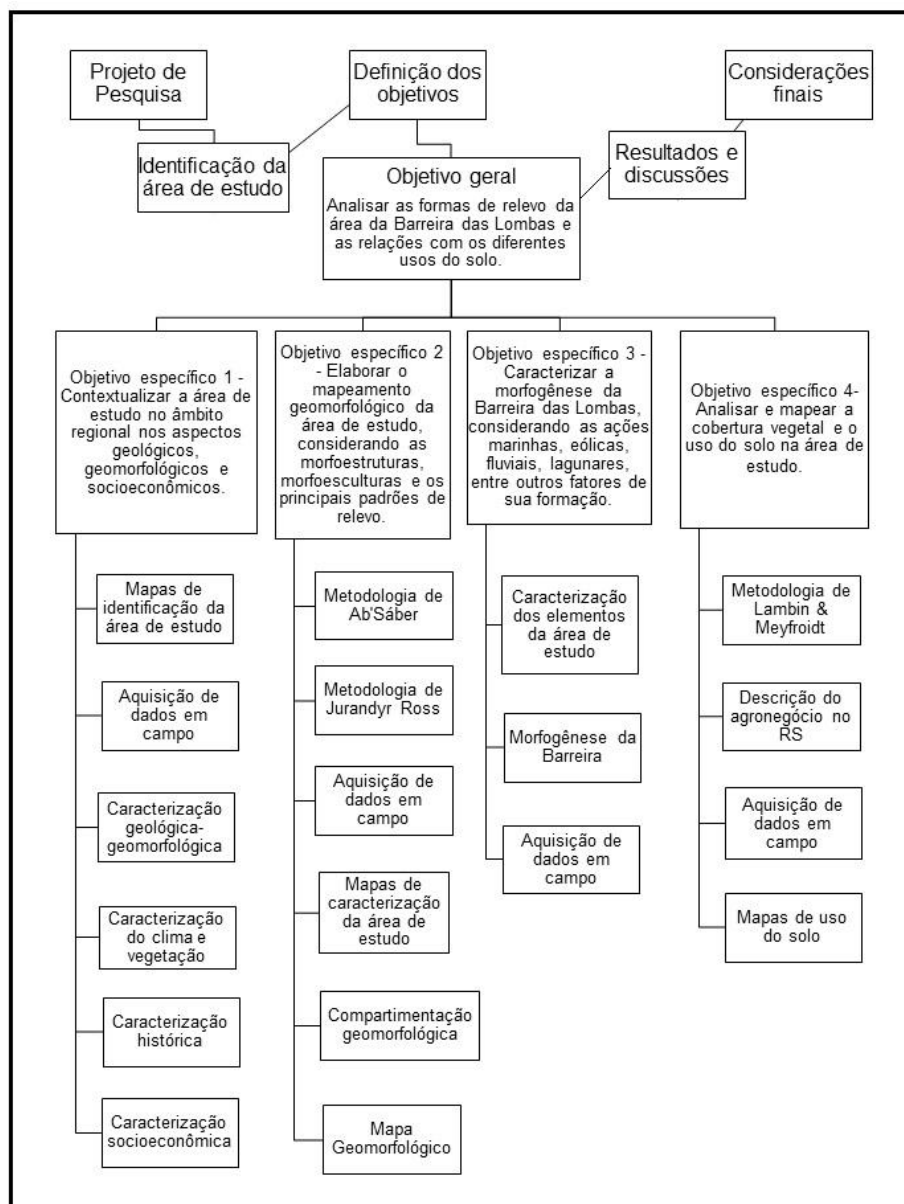 Projeto de
Pesquisa
Definição dos
objetivos
Considerações
finais
Identificação da
área de estudo
Resultados e
discussões
Objetivo geral
Analisar as formas de relevo da
área da Barreira das Lombas e
as relações com os diferentes
usos do solo.
Objetivo específico 1 -
Contextualizar a área de
estudo no âmbito
regional nos aspectos
geológicos,
geomorfológicos e
socioeconômicos.
Mapas de
identificação da
área de estudo
Aquisição de
dados em
campo
Caracterização
geológica-
geomorfológica
Caracterização
do clima e
vegetação
Caracterização
histórica
Caracterização
socioeconômica
Objetivo específico 2
- Elaborar o
mapeamento
geomorfológico da
área de estudo,
considerando as
morfoestruturas,
morfoesculturas e os
principais padrões de
relevo.
Metodologia de
Ab'Sáber
Metodologia de
Jurandyr Ross
Aquisição de
dados em
campo
Mapas de
caracterização
da área de
estudo
Compartimentação
geomorfológica
Mapa
Geomorfológico
Objetivo específico 3 -
Caracterizar a
morfogênese da
Barreira das Lombas,
considerando as ações
marinhas, eólicas,
fluviais, lagunares,
entre outros fatores de
sua formação.
Caracterização
dos elementos
da área de
estudo
Morfogênese da
Barreira
Aquisição de
dados em
campo
Objetivo específico 4-
Analisar e mapear a
cobertura vegetal e o
uso do solo na área de
estudo.
Metodologia de
Lambin &
Meyfroidt
Descrição do
agronegócio no
RS
Aquisição de
dados em
campo
Mapas de uso
do solo